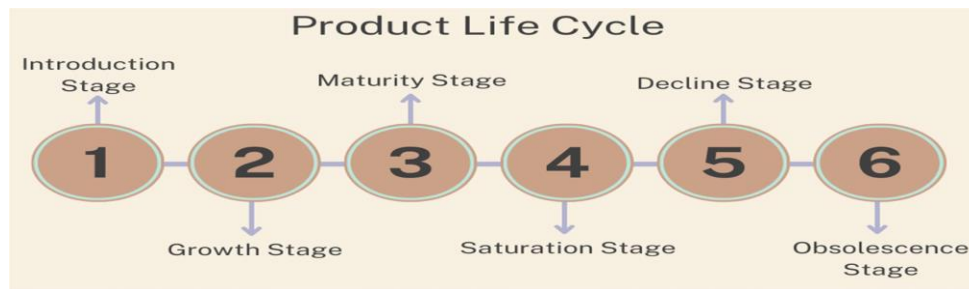 Product Life Cycle
Introduction
Stage
Maturity Stage
Decline Stage
1
2
3
4
5
6
Growth Stage
Saturation Stage
Obsolescence
Stage